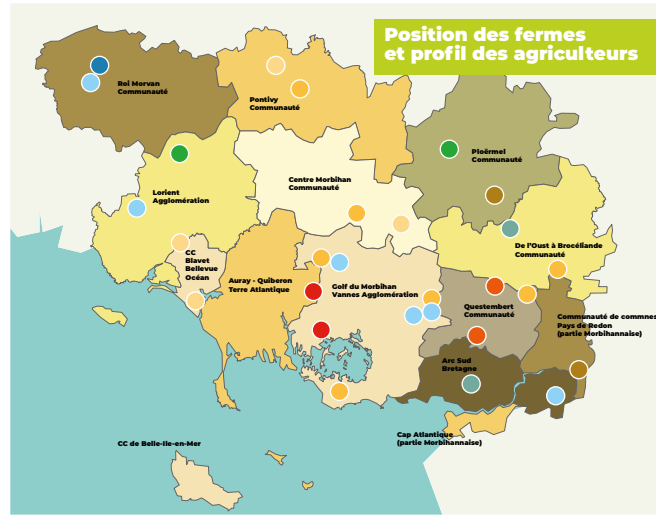 Position des fermes
et profil des agriculteurs
Roi Morvan
Communauté
Pontivy
Communauté
Ploërmel
Communauté
Centre Morbihan
Communauté
Lorient
Agglomération
De l'Oust à Brocéliande
Communauté
CC
Blavet
Bellevue
Océan
Auray - Quiberon
Terre Atlantique
Golf du Morbihan
Vannes Agglomération
Questembert
Communauté
Communauté de commnes
Pays de Redon
(partie Morbihannaise)
Arc Sud
Bretagne
Cap Atlantique
(partie Morbihannaise)
CC de Belle-Ile-en-Mer